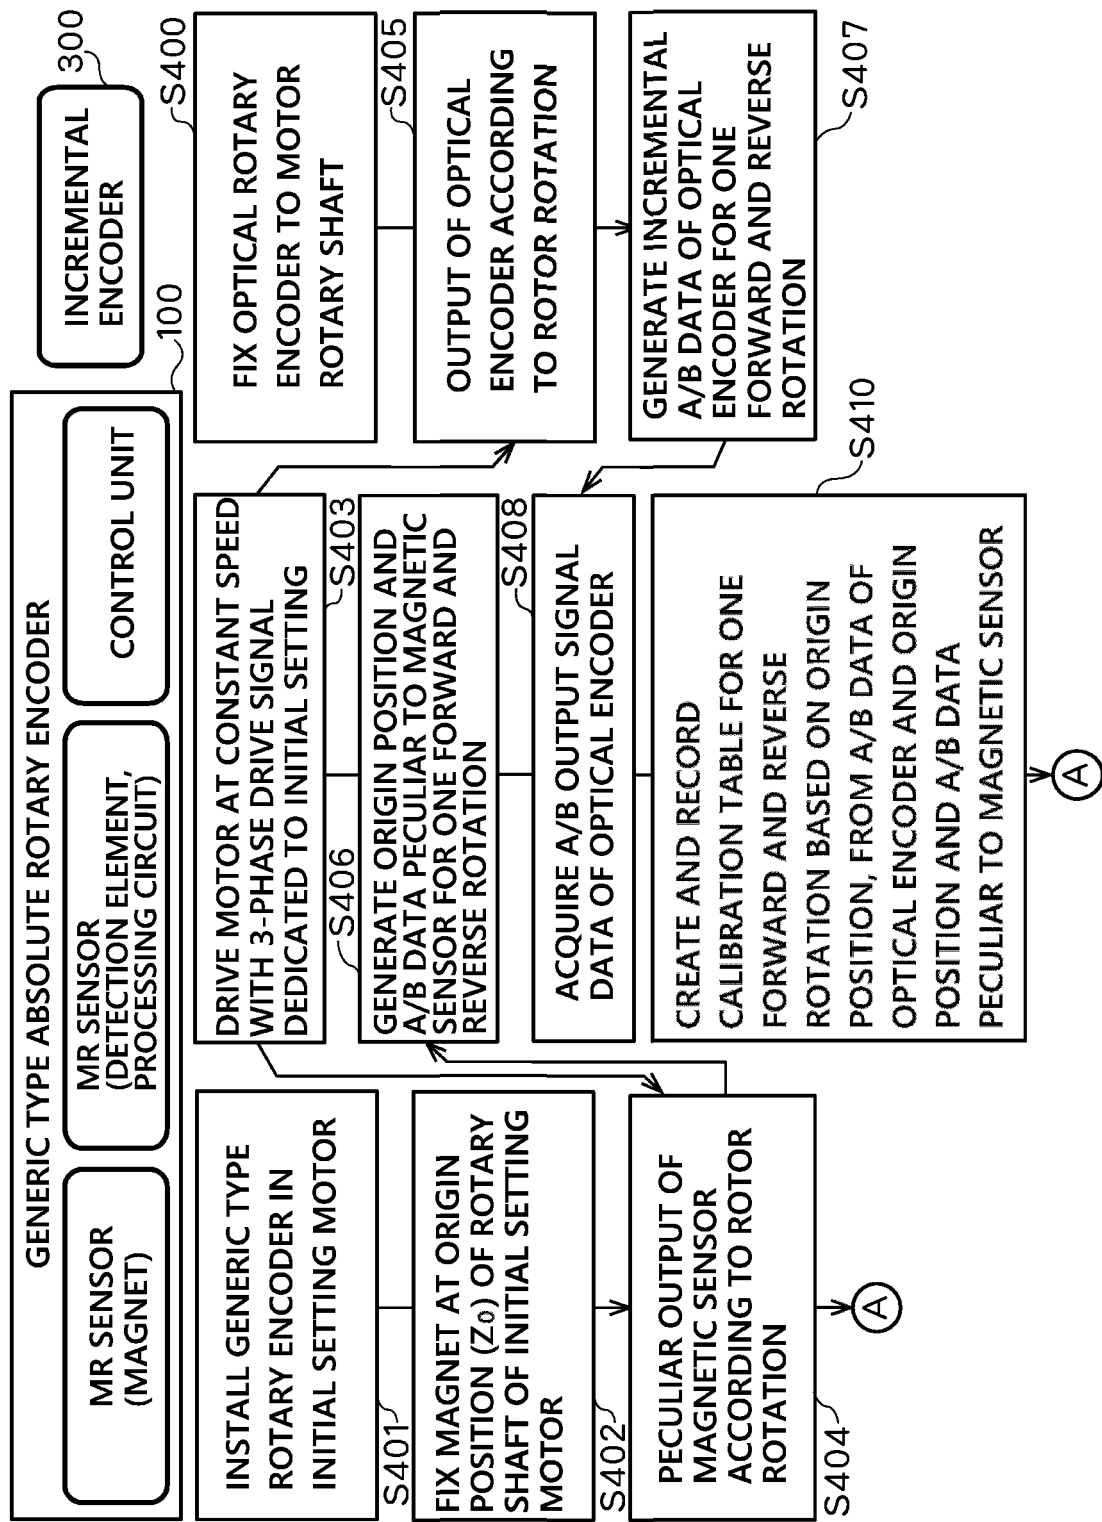 GENERIC TYPE ABSOLUTE ROTARY ENCODER
100
MR SENSOR
(MAGNET)
MR SENSOR
(DETECTION ELEMENT,
PROCESSING CIRCUIT)
CONTROL UNIT
INCREMENTAL
ENCODER
300
INSTALL GENERIC TYPE
ROTARY ENCODER IN
INITIAL SETTING MOTOR
S401
FIX MAGNET AT ORIGIN
POSITION (Z0) OF ROTARY
SHAFT OF INITIAL SETTING
MOTOR
S402
PECULIAR OUTPUT OF
MAGNETIC SENSOR
ACCORDING TO ROTOR
ROTATION
S404
A
DRIVE MOTOR AT CONSTANT SPEED
WITH 3-PHASE DRIVE SIGNAL
DEDICATED TO INITIAL SETTING
S403
S406
GENERATE ORIGIN POSITION AND
A/B DATA PECULIAR TO MAGNETIC
SENSOR FOR ONE FORWARD AND
REVERSE ROTATION
S408
ACQUIRE A/B OUTPUT SIGNAL
DATA OF OPTICAL ENCODER
S410
CREATE AND RECORD
CALIBRATION TABLE FOR ONE
FORWARD AND REVERSE
ROTATION BASED ON ORIGIN
POSITION, FROM A/B DATA OF
OPTICAL ENCODER AND ORIGIN
POSITION AND A/B DATA
PECULIAR TO MAGNETIC SENSOR
A
S400
FIX OPTICAL ROTARY
ENCODER TO MOTOR
ROTARY SHAFT
S405
OUTPUT OF OPTICAL
ENCODER ACCORDING
TO ROTOR ROTATION
GENERATE INCREMENTAL
A/B DATA OF OPTICAL
ENCODER FOR ONE
FORWARD AND REVERSE
ROTATION
S407